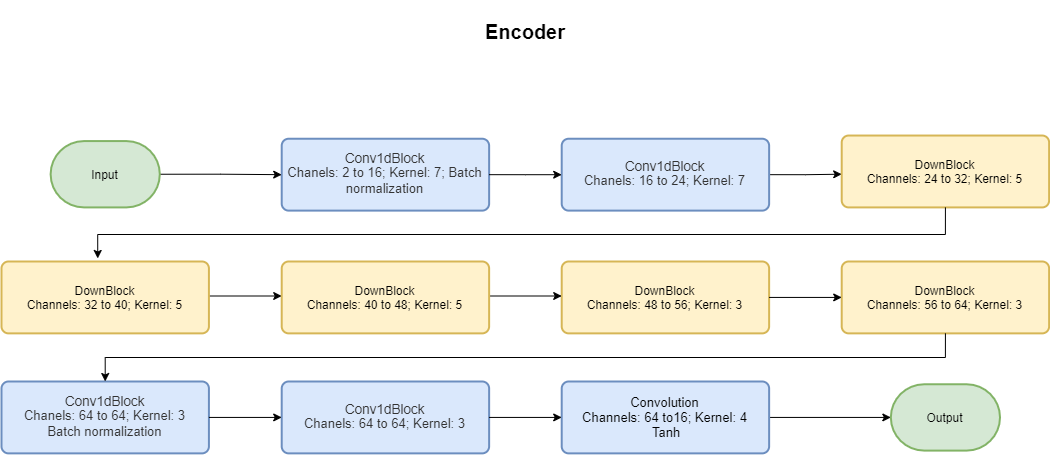 Encoder
Input
Conv1dBlock
Chanels: 2 to 16; Kernel: 7; Batch
normalization
Conv1dBlock
Chanels: 16 to 24; Kernel: 7
DownBlock
Channels: 24 to 32; Kernel: 5
DownBlock
Channels: 32 to 40; Kernel: 5
DownBlock
Channels: 40 to 48; Kernel: 5
DownBlock
Channels: 48 to 56; Kernel: 3
DownBlock
Channels: 56 to 64; Kernel: 3
Conv1dBlock
Chanels: 64 to 64; Kernel: 3
Batch normalization
Conv1dBlock
Chanels: 64 to 64; Kernel: 3
Convolution
Channels: 64 to16; Kernel: 4
Tanh
Output